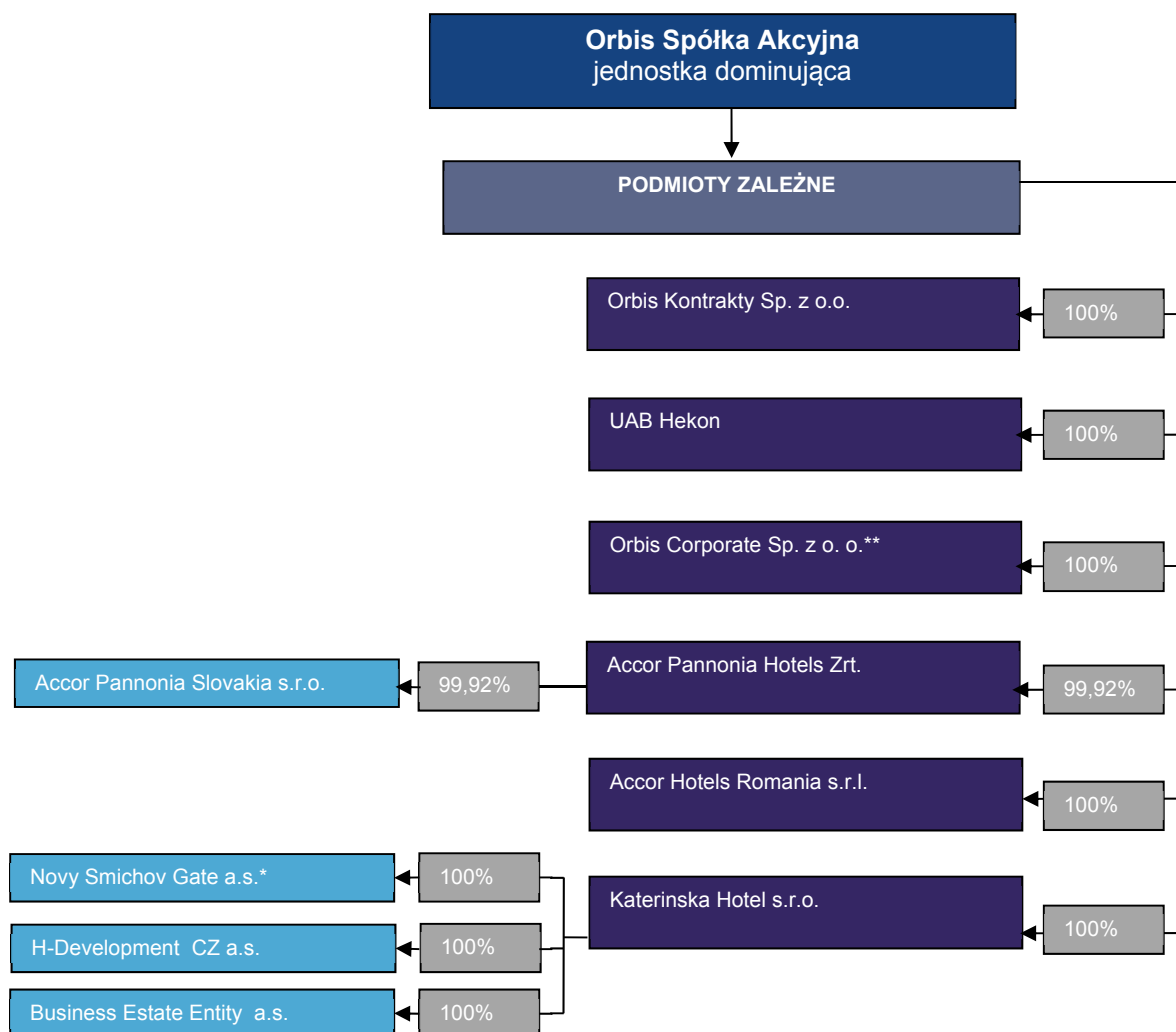 Orbis Spółka Akcyjna
jednostka dominująca
PODMIOTY ZALEŻNE
Orbis Kontrakty Sp. z o.o.
100%
UAB Hekon
100%
Orbis Corporate Sp. z o. o.**
100%
Accor Pannonia Slovakia s.r.o.
99,92%
Accor Pannonia Hotels Zrt.
99,92%
Accor Hotels Romania s.r.l.
100%
Novy Smichov Gate a.s.*
100%
Katerinska Hotel s.r.o.
100%
H-Development CZ a.s.
100%
Business Estate Entity a.s.
100%